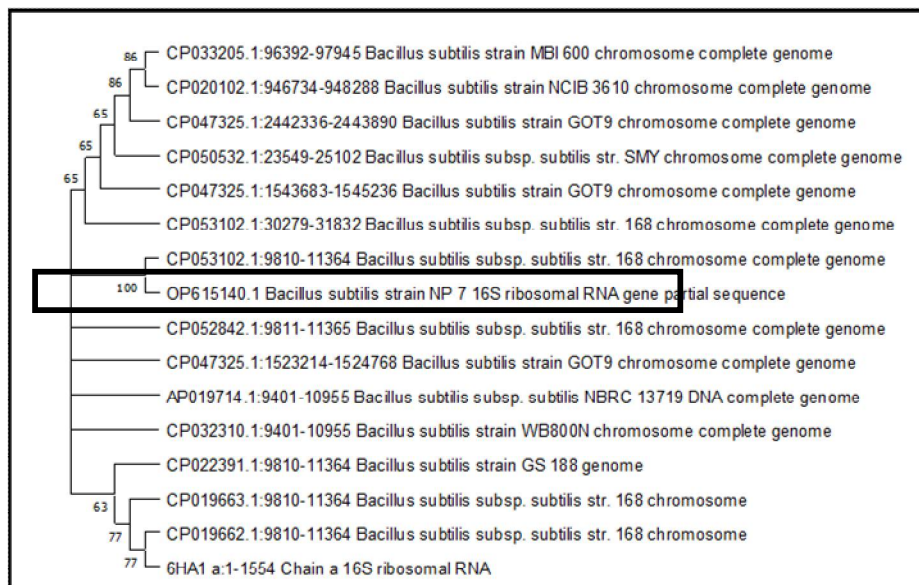 86 CP033205.1:96392-97945 Bacillus subtilis strain MBI 600 chromosome complete genome
86 CP020102.1:946734-948288 Bacillus subtilis strain NCIB 3610 chromosome complete genome
65 CP047325.1:2442336-2443890 Bacillus subtilis strain GOT9 chromosome complete genome
65 CP050532.1:23549-25102 Bacillus subtilis subsp. subtilis str. SMY chromosome complete genome
65 CP047325.1:1543683-1545236 Bacillus subtilis strain GOT9 chromosome complete genome
CP053102.1:30279-31832 Bacillus subtilis subsp. subtilis str. 168 chromosome complete genome
CP053102.1:9810-11364 Bacillus subtilis subsp. subtilis str. 168 chromosome complete genome
100 OP615140.1 Bacillus subtilis strain NP 7 16S ribosomal RNA gene partial sequence
CP052842.1:9811-11365 Bacillus subtilis subsp. subtilis str. 168 chromosome complete genome
CP047325.1:1523214-1524768 Bacillus subtilis strain GOT9 chromosome complete genome
AP019714.1:9401-10955 Bacillus subtilis subsp. subtilis NBRC 13719 DNA complete genome
CP032310.1:9401-10955 Bacillus subtilis strain WB800N chromosome complete genome
CP022391.1:9810-11364 Bacillus subtilis strain GS 188 genome
63 CP019663.1:9810-11364 Bacillus subtilis subsp. subtilis str. 168 chromosome
77 CP019662.1:9810-11364 Bacillus subtilis subsp. subtilis str. 168 chromosome
77 6HA1 a:1-1554 Chain a 16S ribosomal RNA